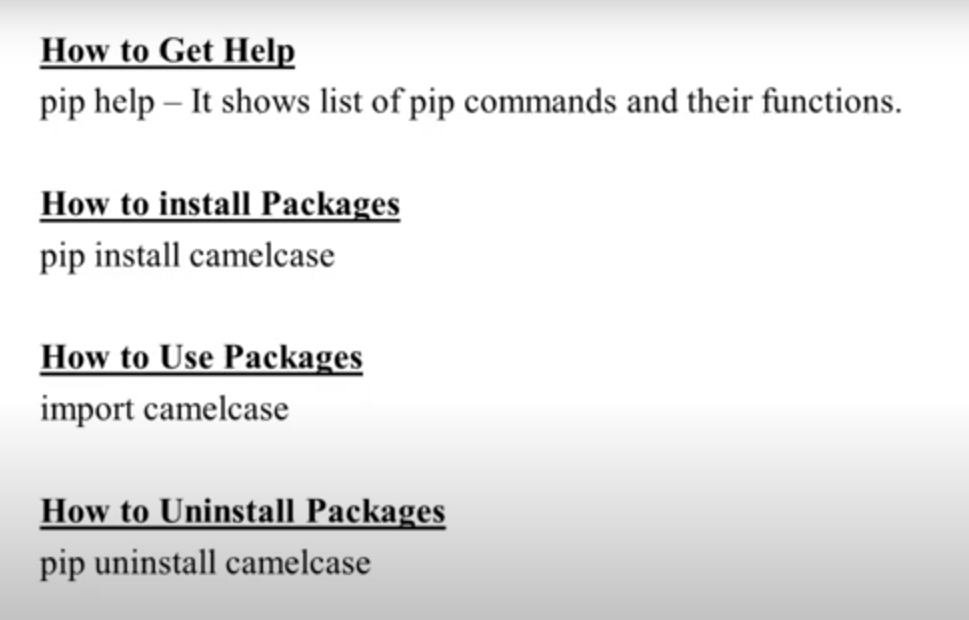 How to Get Help
pip help – It shows list of pip commands and their functions.
How to install Packages
pip install camelcase
How to Use Packages
import camelcase
How to Uninstall Packages
pip uninstall camelcase